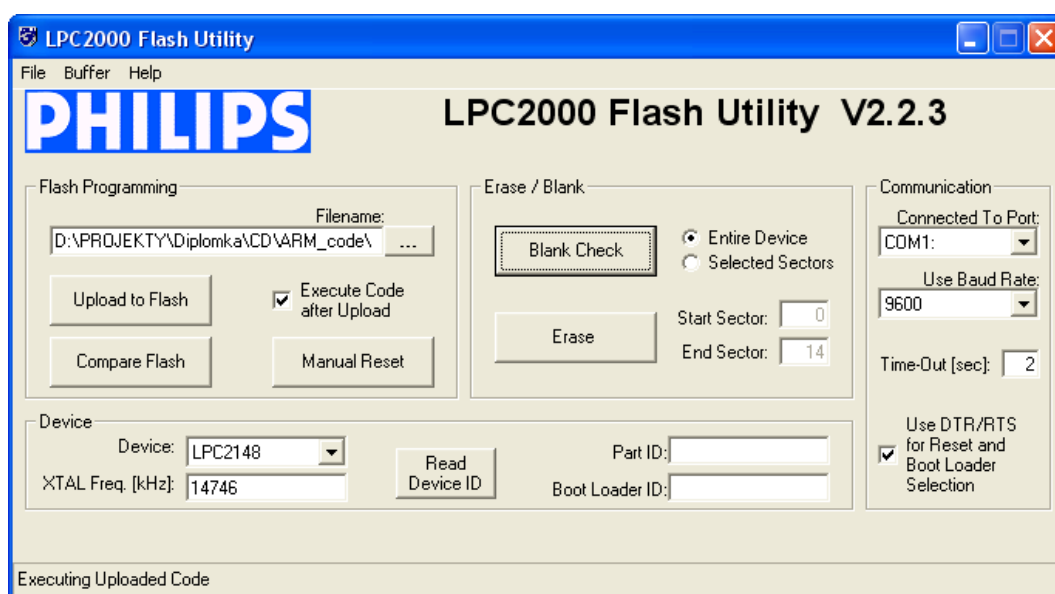 LPC2000 Flash Utility
File Buffer Help
PHILIPS
LPC2000 Flash Utility V2.2.3
Flash Programming
Filename:
D:\PROJEKTY\Diplomka\CD\ARM_code\
...
Upload to Flash
Execute Code
after Upload
Compare Flash
Manual Reset
Erase / Blank
Blank Check
Entire Device
Selected Sectors
Erase
Start Sector: 0
End Sector: 14
Communication
Connected To Port:
COM1:
Use Baud Rate:
9600
Time-Out [sec]: 2
Use DTR/RTS
for Reset and
Boot Loader
Selection
Device
Device: LPC2148
XTAL Freq. [kHz]: 14746
Read
Device ID
Part ID:
Boot Loader ID:
Executing Uploaded Code